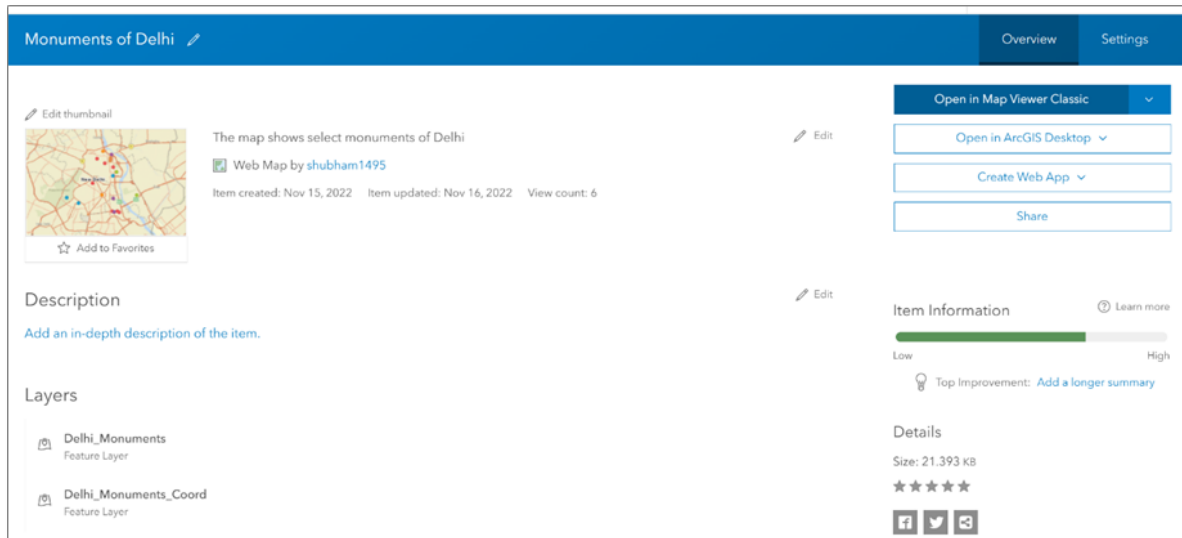 Monuments of Delhi
Overview
Settings
Edit thumbnail
The map shows select monuments of Delhi
Edit
Web Map by shubham1495
Item created: Nov 15, 2022 Item updated: Nov 16, 2022 View count: 6
Add to Favorites
Open in Map Viewer Classic
Open in ArcGIS Desktop
Create Web App
Share
Description
Edit
Add an in-depth description of the item.
Item Information
Learn more
Low
High
Top Improvement: Add a longer summary
Layers
Delhi_Monuments
Feature Layer
Delhi_Monuments_Coord
Feature Layer
Details
Size: 21.393 KB